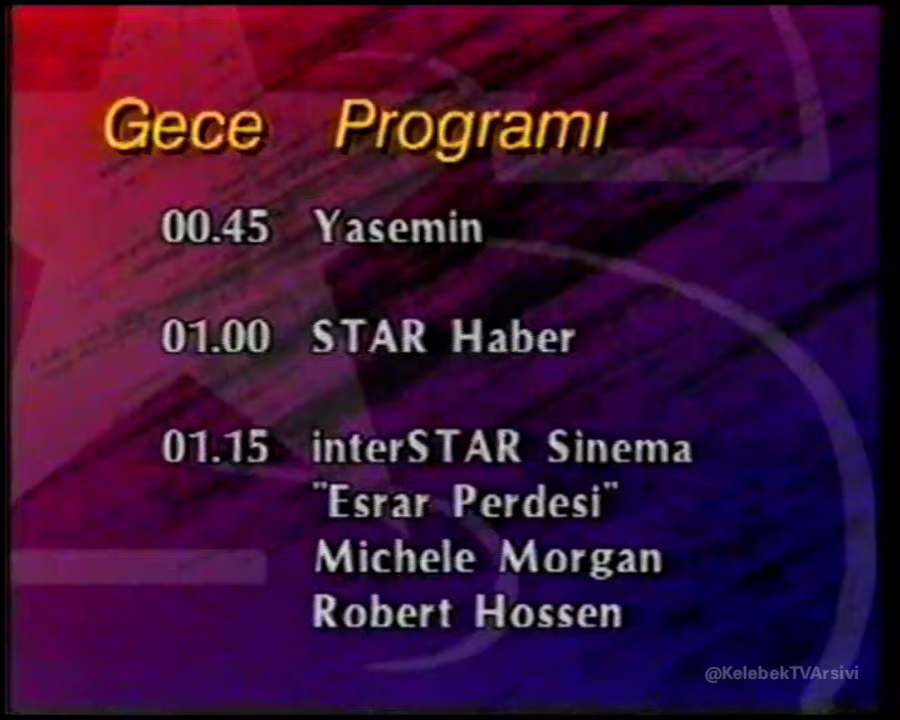 Gece Programı
00.45 Yasemin
01.00 STAR Haber
01.15 interSTAR Sinema
"Esrar Perdesi"
Michele Morgan
Robert Hossen
@KelebekTVArsivi